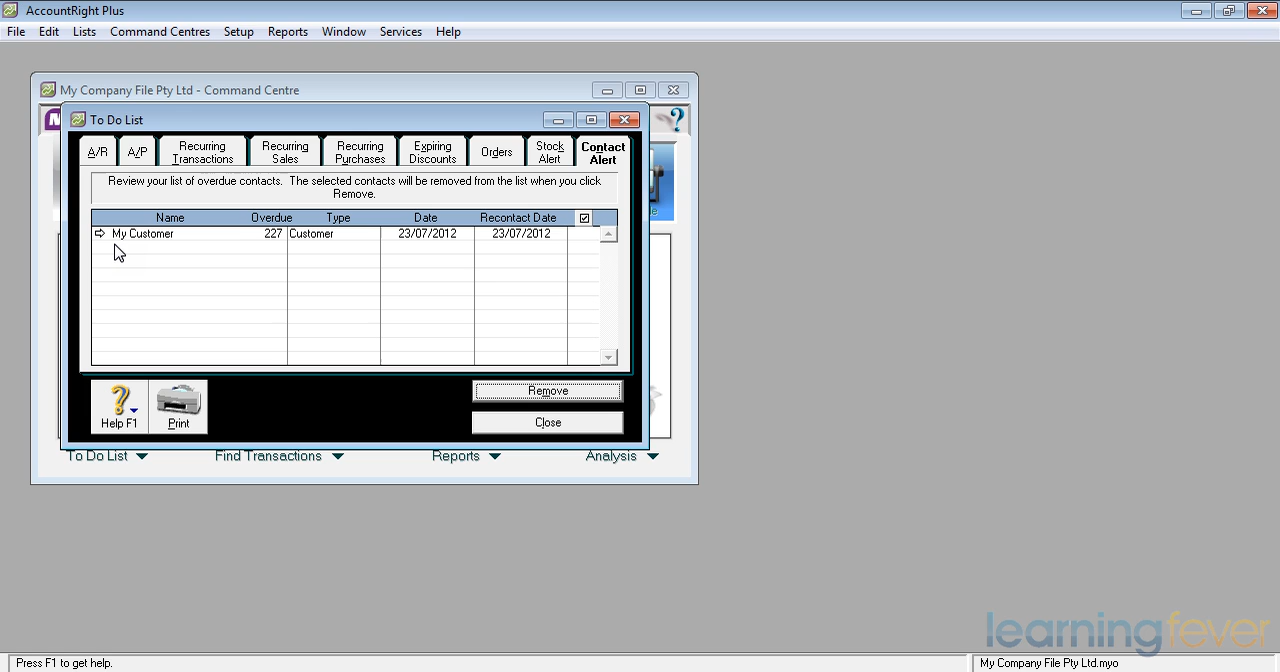 AccountRight Plus
File Edit Lists Command Centres Setup Reports Window Services Help
My Company File Pty Ltd - Command Centre
To Do List
A/R A/P Recurring Transactions Recurring Sales Recurring Purchases Expiring Discounts Orders Stock Alert Contact Alert
Review your list of overdue contacts. The selected contacts will be removed from the list when you click
Remove.
Name Overdue Type Date Recontact Date
My Customer 227 Customer 23/07/2012 23/07/2012
Remove
Help F1 Print
Close
To Do List Find Transactions Reports Analysis
learningfever
Press F1 to get help. My Company File Pty Ltd.myo